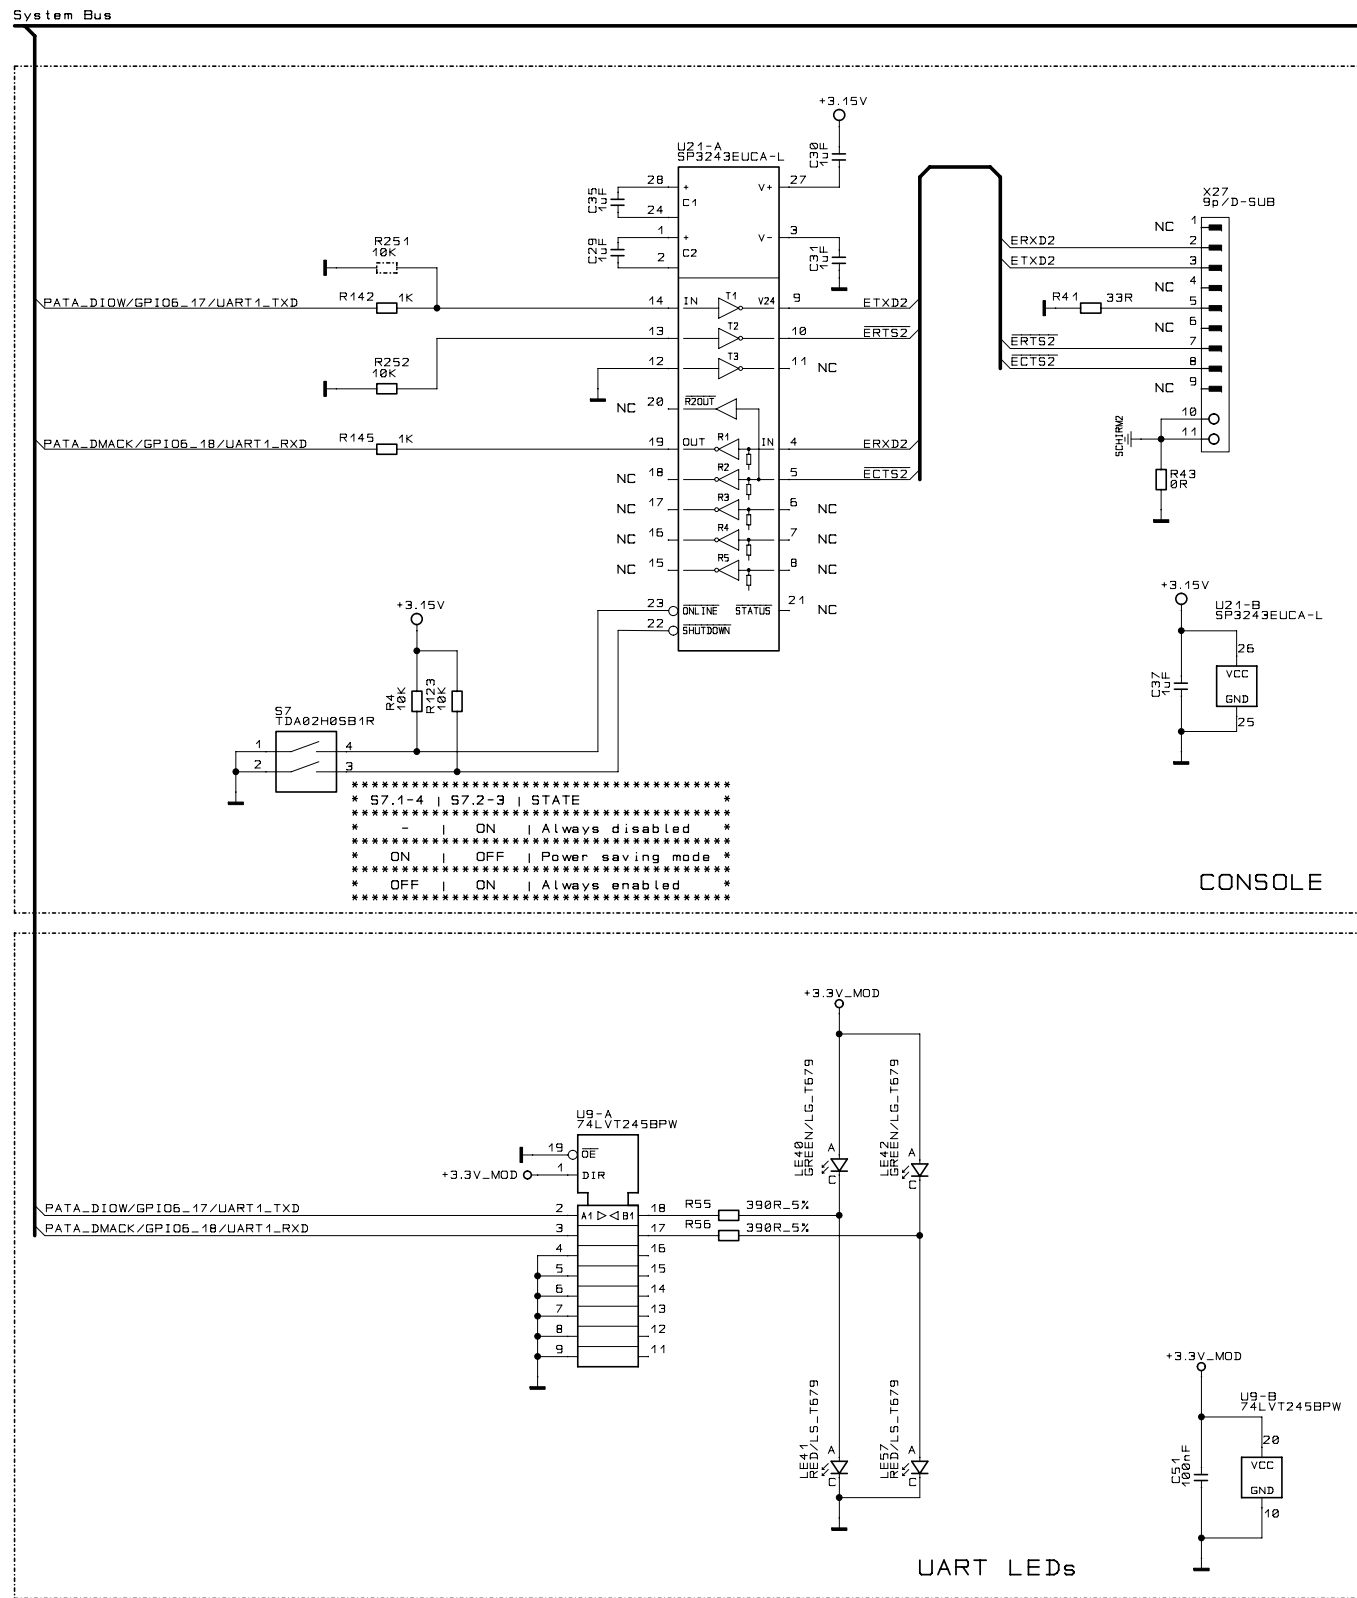 System Bus
+3.15V
U21-A
SP3243EUCA-L
C30
1uF
28 + V+ 27
C35
1uF
C1
24
1 + V- 3
C29
1uF
C2
2
C31
1uF
X27
9p/D-SUB
NC 1
ERXD2 2
ETXD2 3
NC 4
R41 33R 5
NC 6
ERTS2 7
ECTS2 8
NC 9
10
11
SCHIRM2
R43
0R
R251
10K
PATA_DIOW/GPIO6_17/UART1_TXD R142 1K 14 IN T1 V24 9 ETXD2
13 T2 10 ERTS2
R252
10K
12 T3 11 NC
NC 20 R2OUT
PATA_DMACK/GPIO6_18/UART1_RXD R145 1K 19 OUT R1 IN 4 ERXD2
NC 18 R2 5 ECTS2
NC 17 R3 6 NC
NC 16 R4 7 NC
NC 15 R5 8 NC
23 ONLINE STATUS 21 NC
22 SHUTDOWN
+3.15V
R4
10K
R123
10K
S7
TDA02H05B1R
1 4
2 3
+3.15V
U21-B
SP3243EUCA-L
26
VCC
C37
1uF
GND
25
***************************************
* S7.1-4 | S7.2-3 | STATE *
***************************************
* - | ON | Always disabled *
***************************************
* ON | OFF | Power saving mode *
***************************************
* OFF | ON | Always enabled *
***************************************
CONSOLE
+3.3V_MOD
LE40
GREEN/LG_T679
A
C
LE42
GREEN/LG_T679
A
C
U9-A
74LVT245BPW
19 OE
+3.3V_MOD 1 DIR
PATA_DIOW/GPIO6_17/UART1_TXD 2 A1 B1 18 R55 390R_5%
PATA_DMACK/GPIO6_18/UART1_RXD 3 17 R56 390R_5%
4 16
5 15
6 14
7 13
8 12
9 11
LE41
RED/LS_T679
A
C
LE57
RED/LS_T679
A
C
+3.3V_MOD
U9-B
74LVT245BPW
20
VCC
C51
100nF
GND
10
UART LEDs